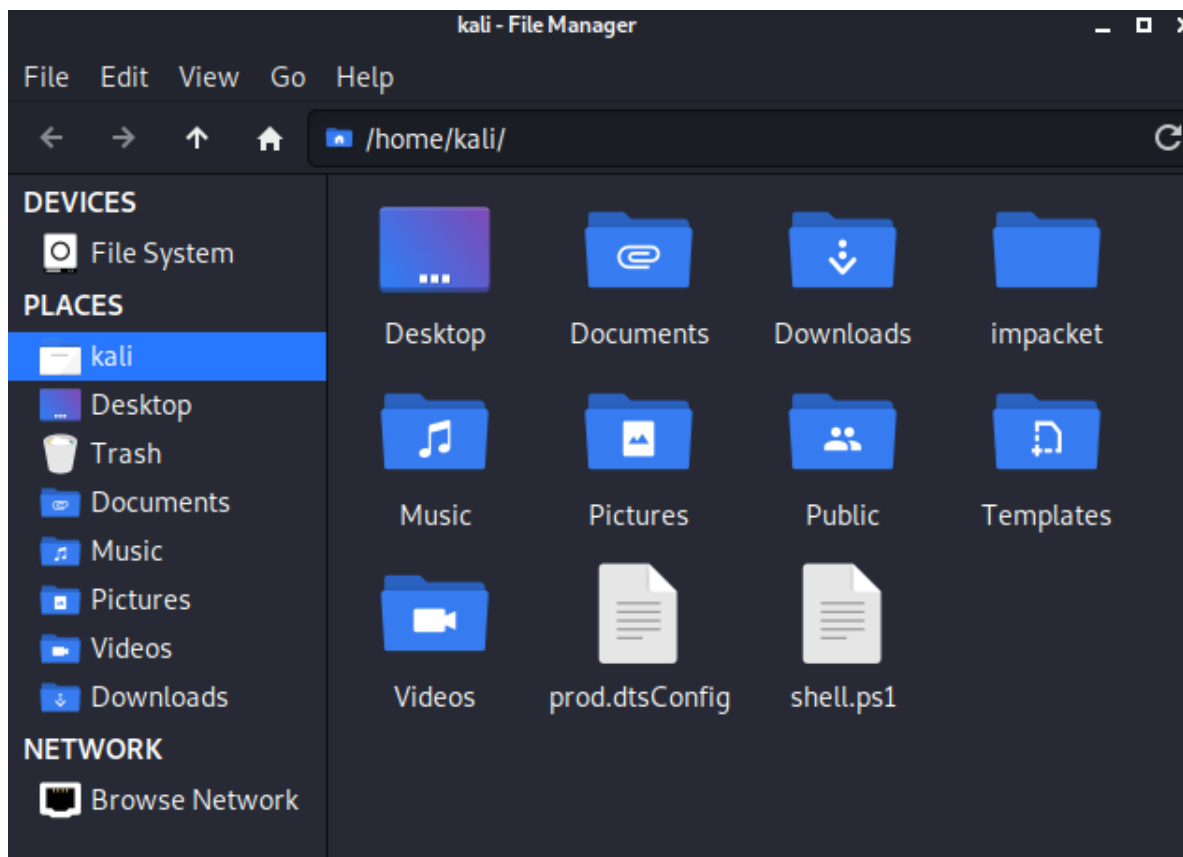 kali - File Manager
File Edit View Go Help
/home/kali/
DEVICES
File System
PLACES
kali
Desktop
Trash
Documents
Music
Pictures
Videos
Downloads
NETWORK
Browse Network
Desktop Documents Downloads impacket
Music Pictures Public Templates
Videos prod.dtsConfig shell.ps1